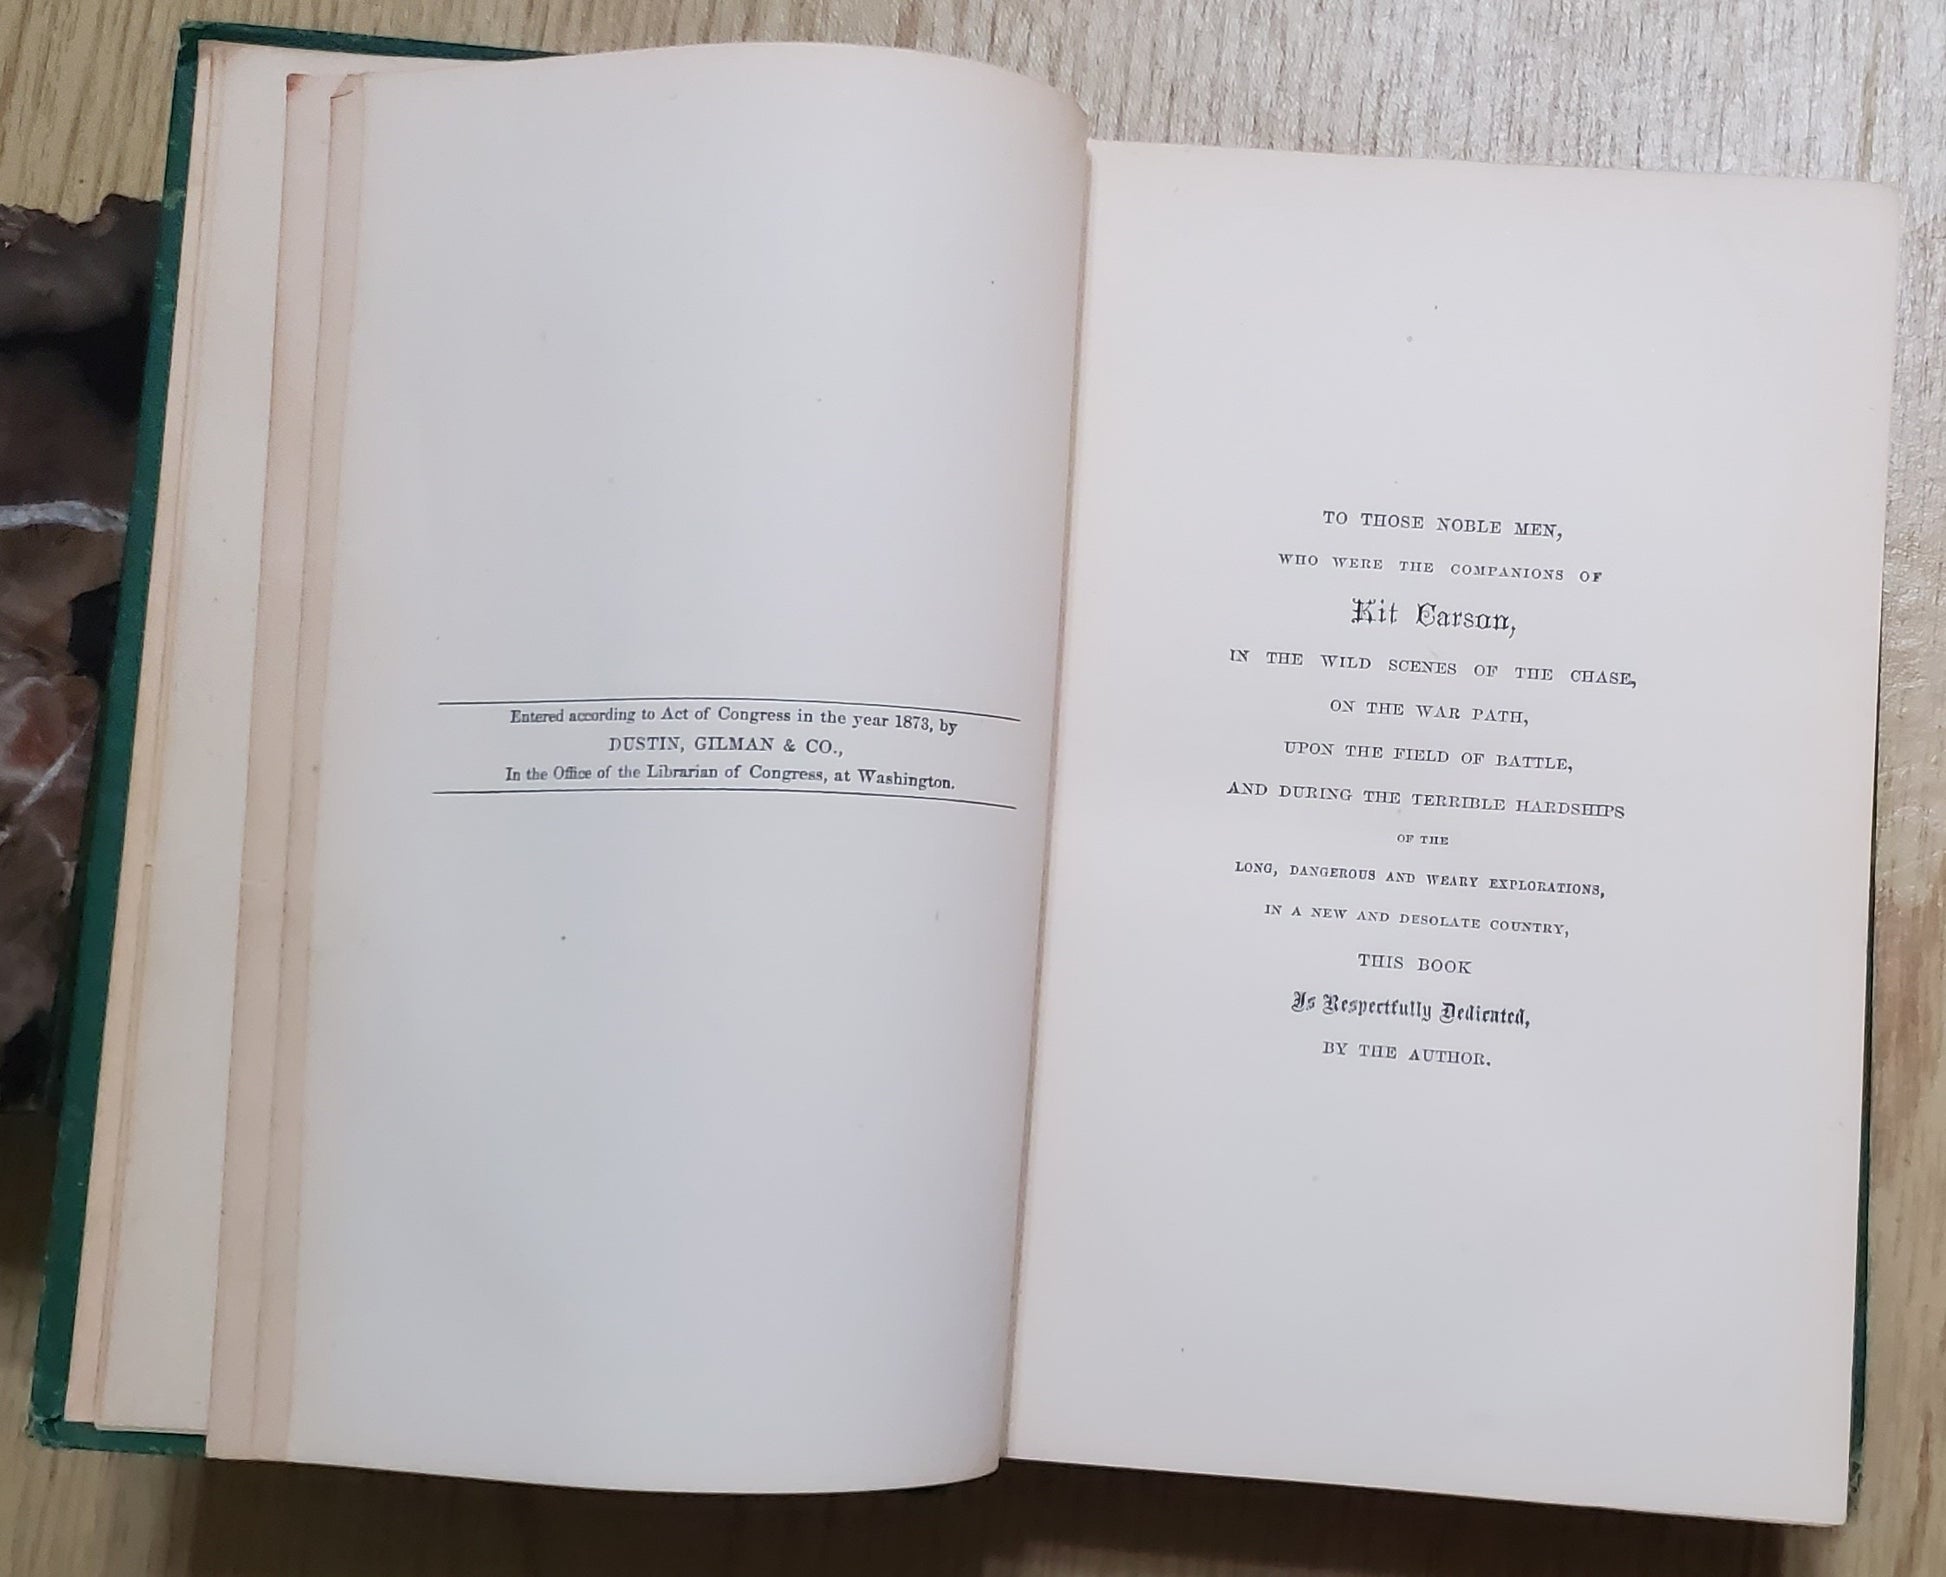 Entered according to Act of Congress in the year 1873, by
DUSTIN, GILMAN & CO.,
In the Office of the Librarian of Congress, at Washington.
TO THOSE NOBLE MEN,
WHO WERE THE COMPANIONS OF
Kit Carson,
IN THE WILD SCENES OF THE CHASE,
ON THE WAR PATH,
UPON THE FIELD OF BATTLE,
AND DURING THE TERRIBLE HARDSHIPS
OF THE
LONG, DANGEROUS AND WEARY EXPLORATIONS,
IN A NEW AND DESOLATE COUNTRY,
THIS BOOK
Is Respectfully Dedicated,
BY THE AUTHOR.